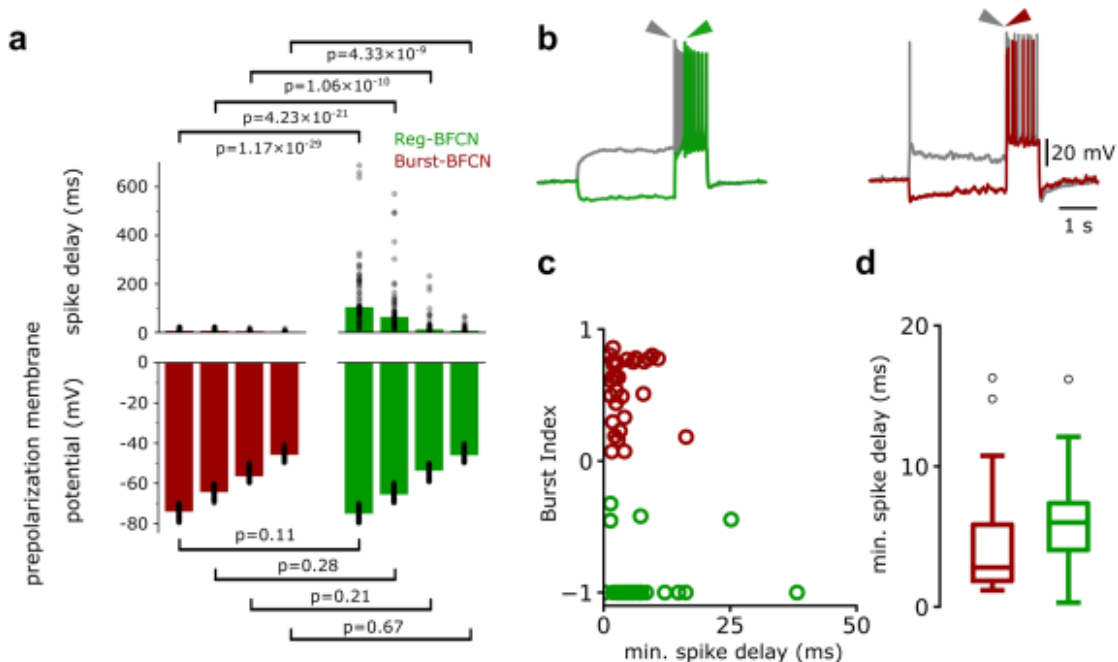 a
p=4.33×10⁻⁹
p=1.06×10⁻¹⁰
p=4.23×10⁻²¹
p=1.17×10⁻²⁹
Reg-BFCN
Burst-BFCN
spike delay (ms)
600
400
200
0
prepolarization membrane
potential (mV)
0
-20
-40
-60
-80
p=0.11
p=0.28
p=0.21
p=0.67
b
20 mV
1 s
c
Burst Index
1
0
−1
0
25
50
min. spike delay (ms)
d
min. spike delay (ms)
20
10
0